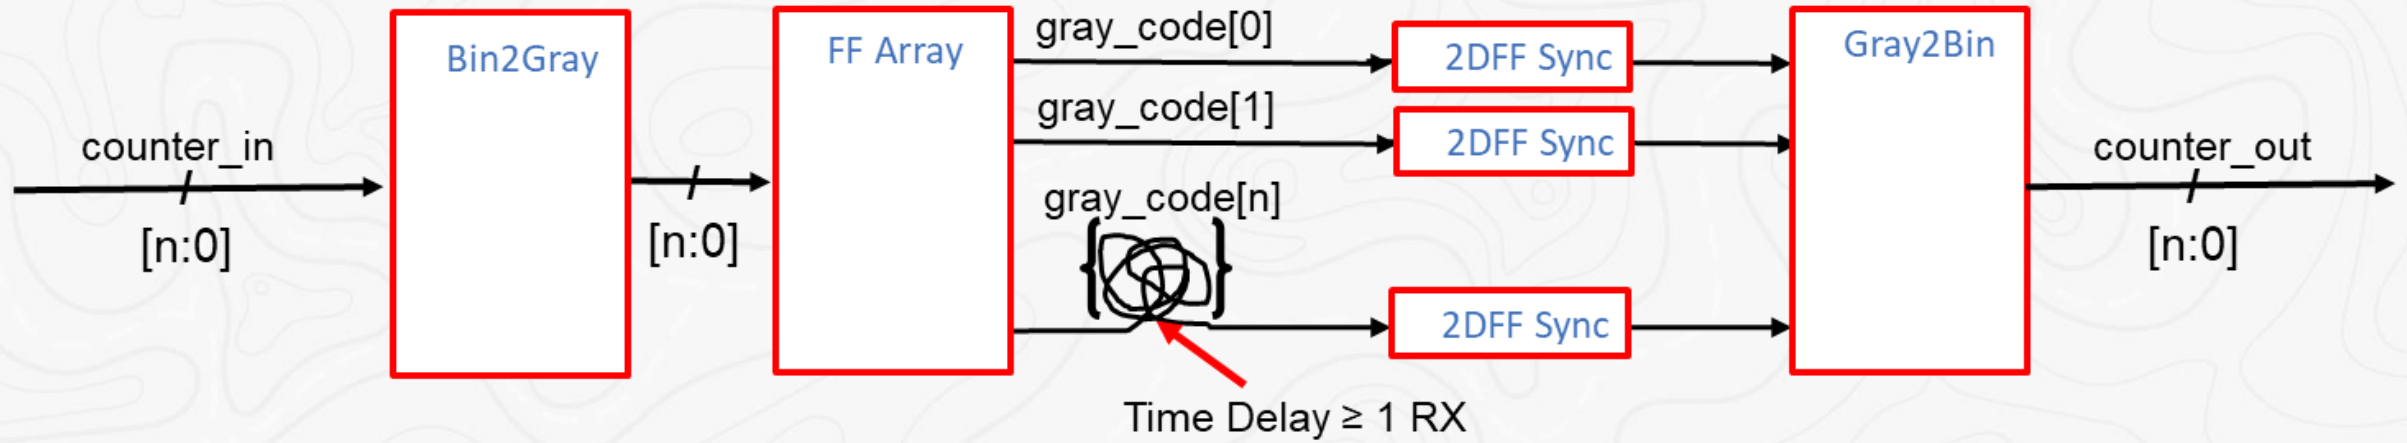 counter_in
[n:0]
Bin2Gray
[n:0]
FF Array
gray_code[0]
gray_code[1]
gray_code[n]
Time Delay ≥ 1 RX
2DFF Sync
2DFF Sync
2DFF Sync
Gray2Bin
counter_out
[n:0]